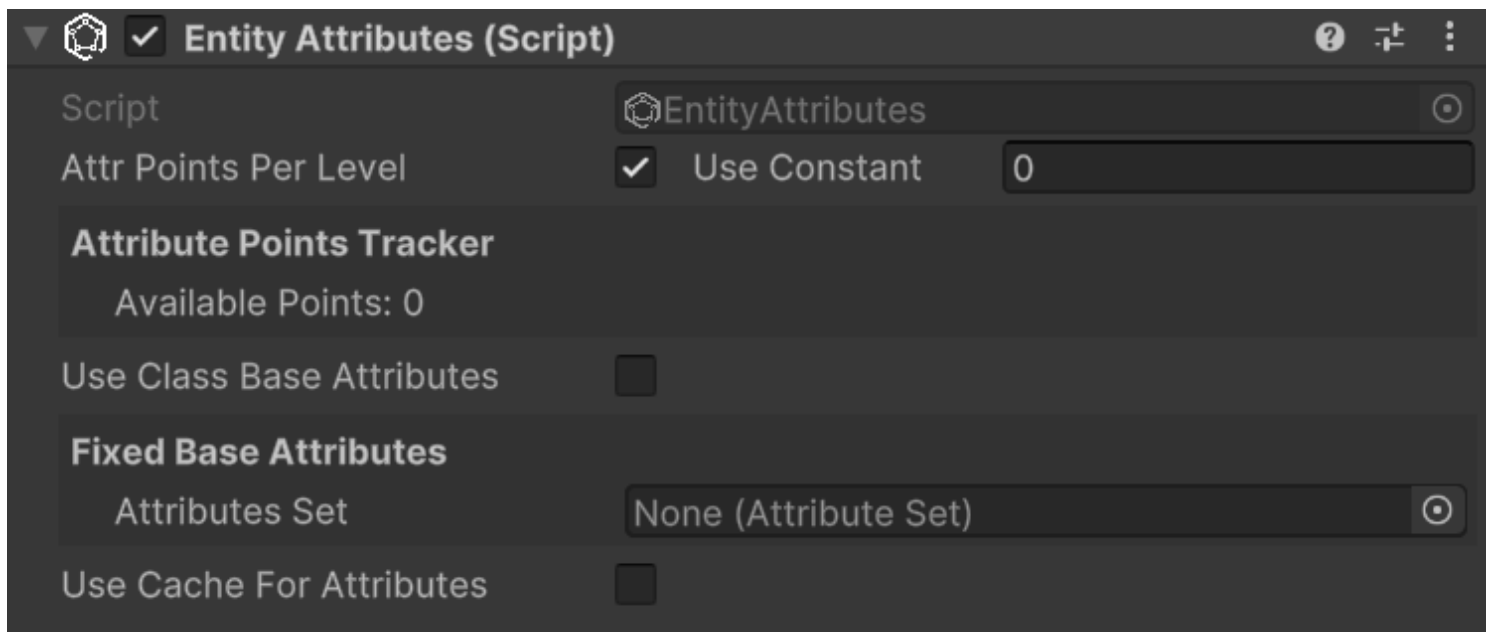 Entity Attributes (Script)
Script EntityAttributes
Attr Points Per Level Use Constant 0
Attribute Points Tracker
Available Points: 0
Use Class Base Attributes
Fixed Base Attributes
Attributes Set None (Attribute Set)
Use Cache For Attributes